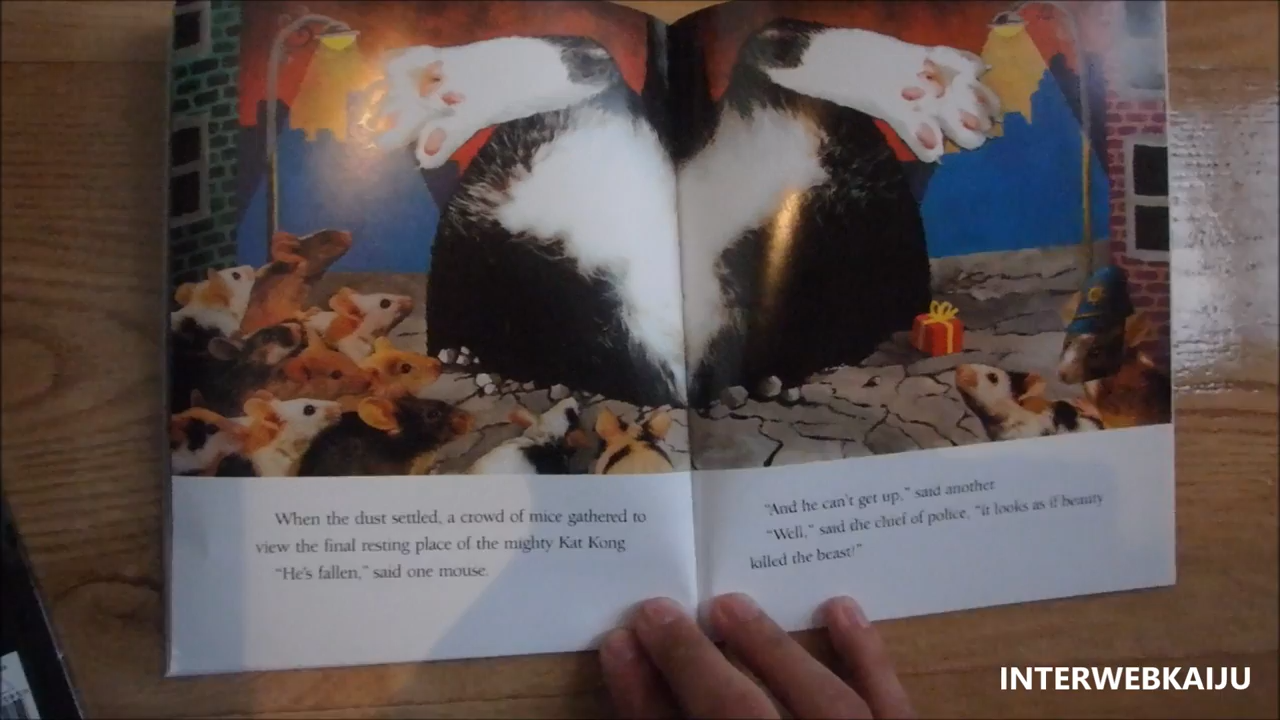 When the dust settled, a crowd of mice gathered to
view the final resting place of the mighty Kat Kong
"He's fallen," said one mouse.
"And he can't get up," said another
"Well," said the chief of police, "it looks as if beauty
killed the beast!"
INTERWEBKAIJU